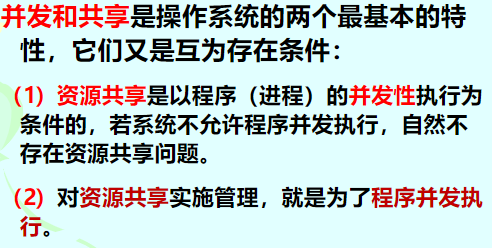 并发和共享是操作系统的两个最基本的特
性，它们又是互为存在条件：
（1）资源共享是以程序（进程）的并发性执行为
条件的，若系统不允许程序并发执行，自然不
存在资源共享问题。
（2）对资源共享实施管理，就是为了程序并发执
行。